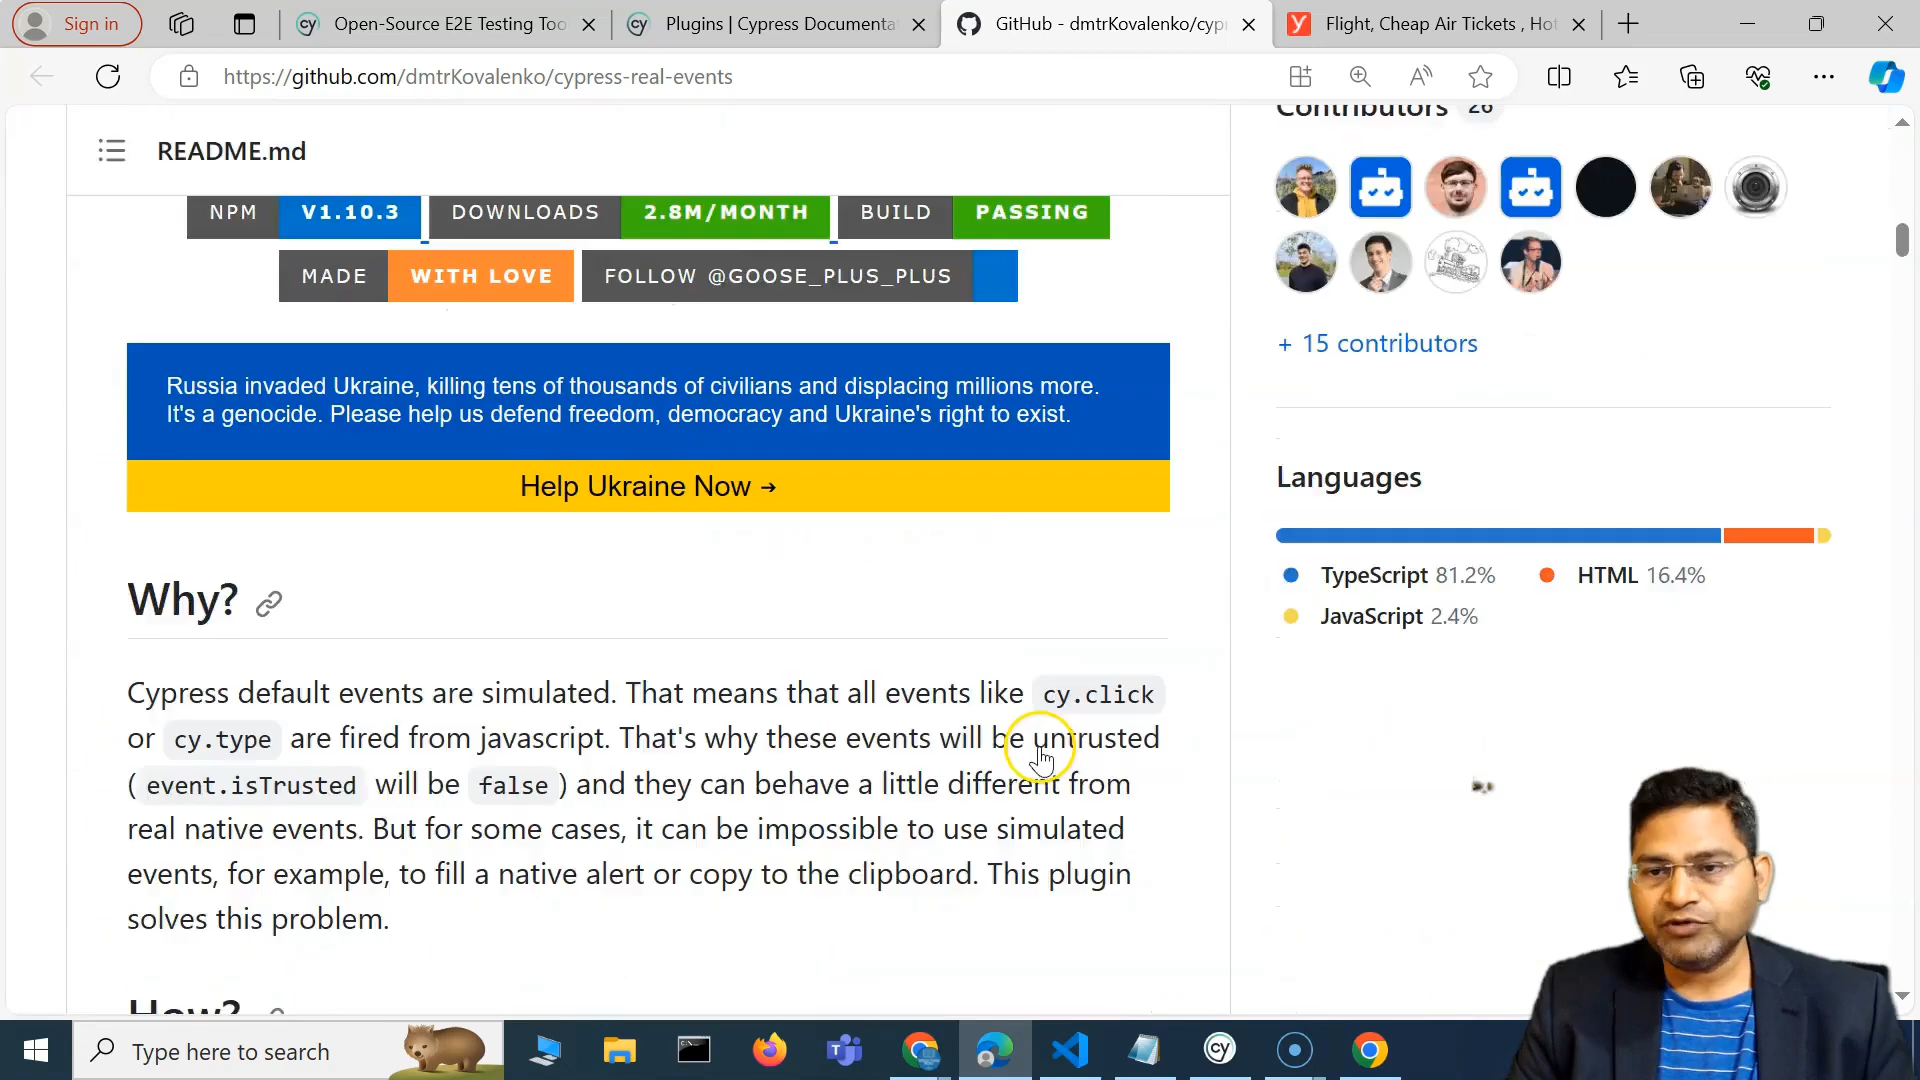 Sign in
Open-Source E2E Testing Too
Plugins | Cypress Documenta
GitHub - dmtrKovalenko/cypr
Flight, Cheap Air Tickets , Hot
https://github.com/dmtrKovalenko/cypress-real-events
README.md
NPM V1.10.3 DOWNLOADS 2.8M/MONTH BUILD PASSING
MADE WITH LOVE FOLLOW @GOOSE_PLUS_PLUS
Russia invaded Ukraine, killing tens of thousands of civilians and displacing millions more.
It's a genocide. Please help us defend freedom, democracy and Ukraine's right to exist.
Help Ukraine Now →
Why?
Cypress default events are simulated. That means that all events like cy.click
or cy.type are fired from javascript. That's why these events will be untrusted
( event.isTrusted will be false ) and they can behave a little different from
real native events. But for some cases, it can be impossible to use simulated
events, for example, to fill a native alert or copy to the clipboard. This plugin
solves this problem.
How?
Contributors 26
+ 15 contributors
Languages
TypeScript 81.2% HTML 16.4%
JavaScript 2.4%
Type here to search